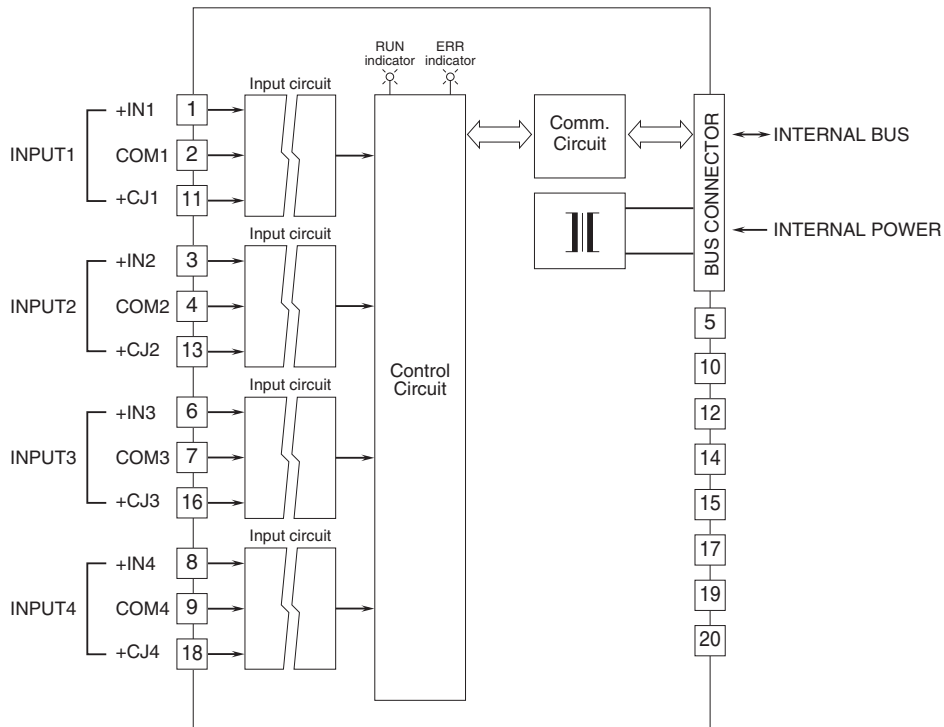 RUN
indicator
ERR
indicator
INPUT1
+IN1
1
COM1
2
+CJ1
11
Input circuit
INPUT2
+IN2
3
COM2
4
+CJ2
13
Input circuit
INPUT3
+IN3
6
COM3
7
+CJ3
16
Input circuit
INPUT4
+IN4
8
COM4
9
+CJ4
18
Input circuit
Control
Circuit
Comm.
Circuit
BUS CONNECTOR
INTERNAL BUS
INTERNAL POWER
5
10
12
14
15
17
19
20